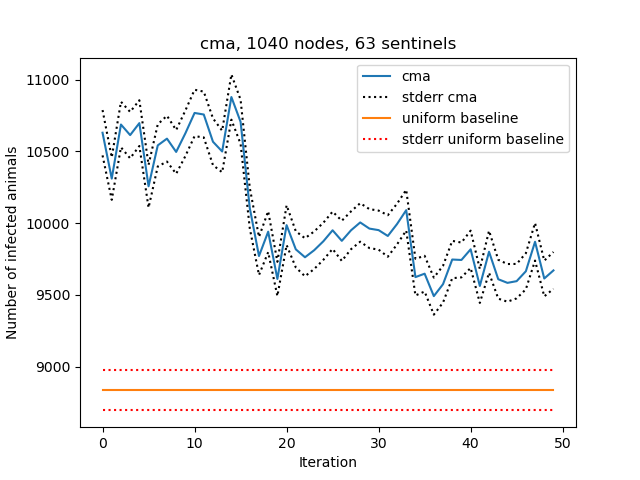 cma, 1040 nodes, 63 sentinels
cma
stderr cma
uniform baseline
stderr uniform baseline
Number of infected animals
11000
10500
10000
9500
9000
0
10
20
30
40
50
Iteration